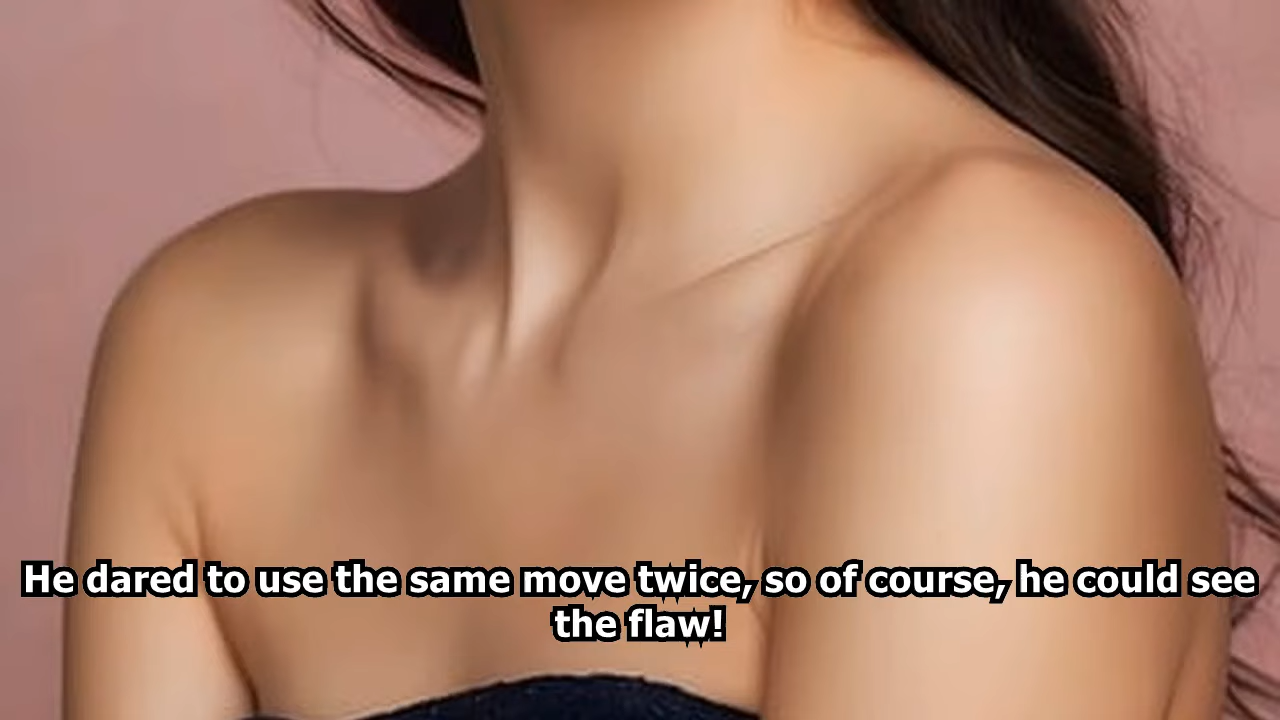 He dared to use the same move twice, so of course, he could see
the flaw!